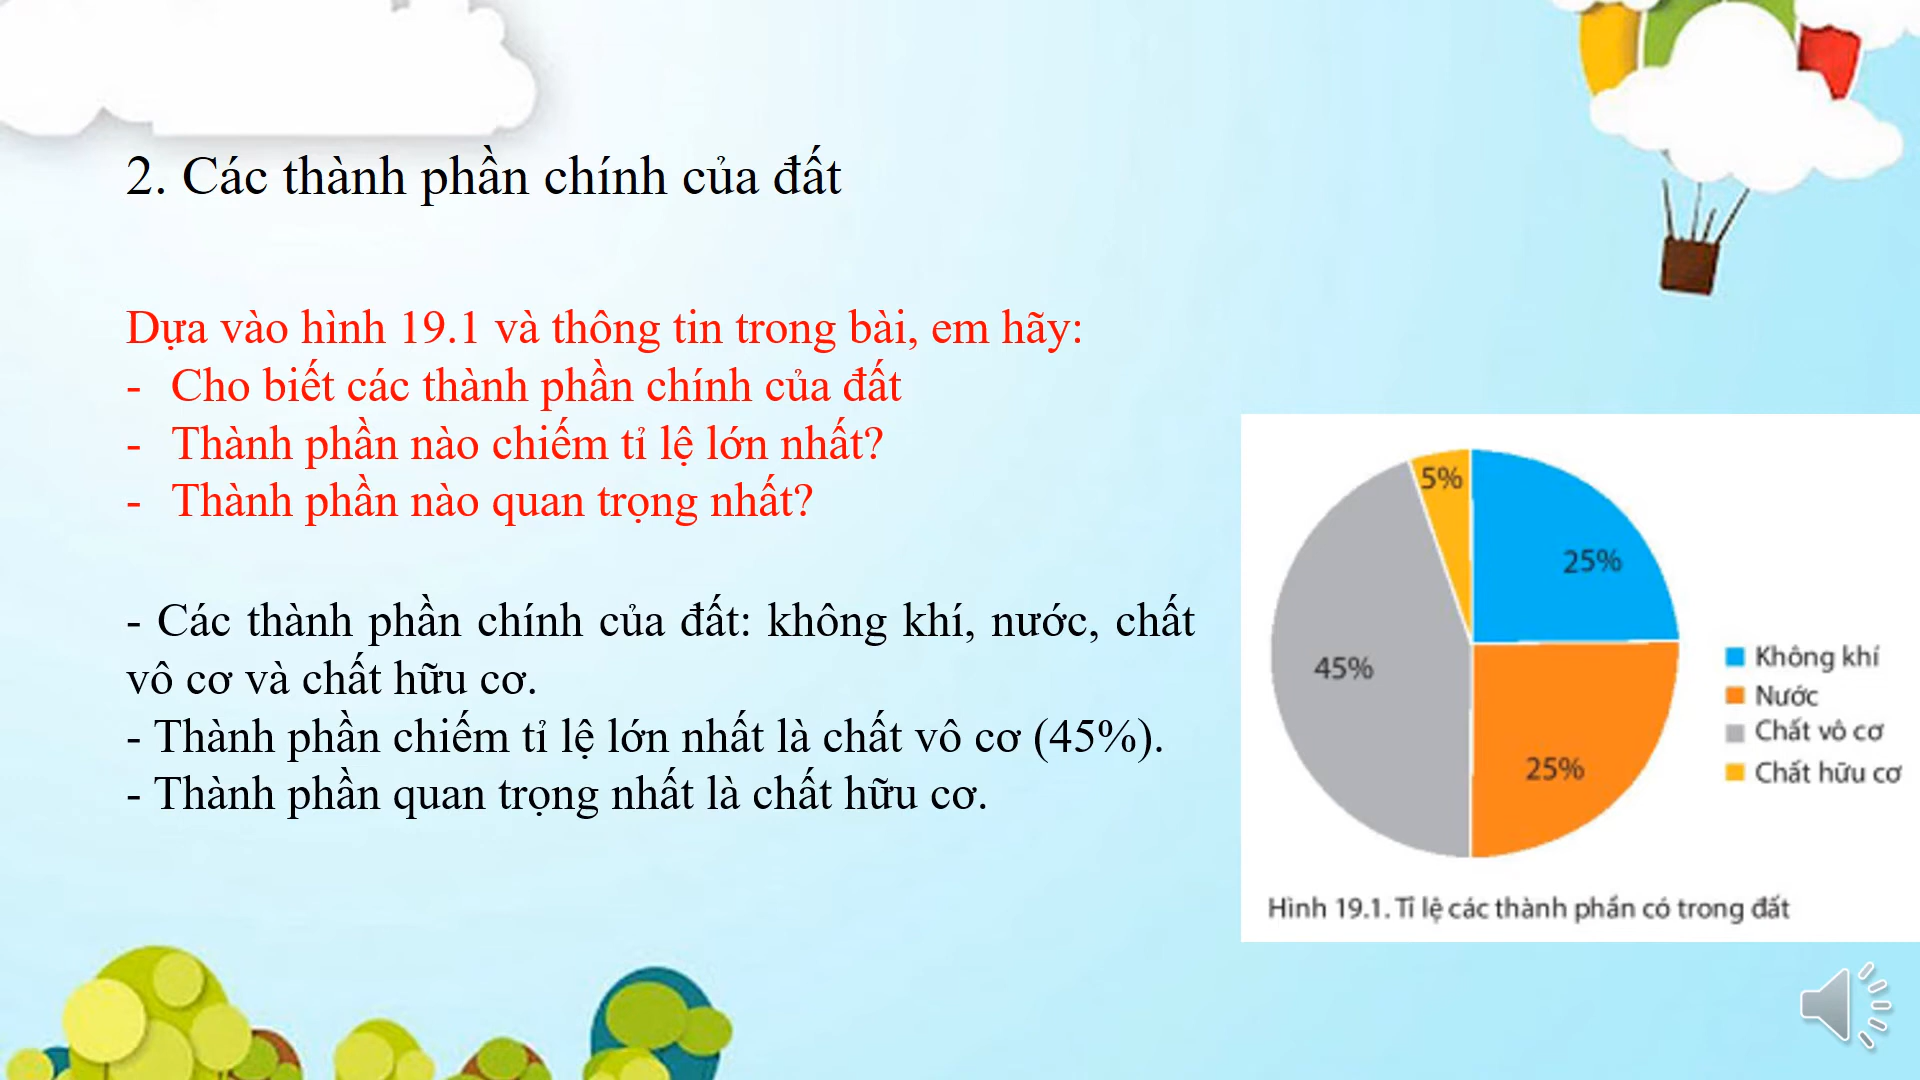 2. Các thành phần chính của đất
Dựa vào hình 19.1 và thông tin trong bài, em hãy:
- Cho biết các thành phần chính của đất
- Thành phần nào chiếm tỉ lệ lớn nhất?
- Thành phần nào quan trọng nhất?
- Các thành phần chính của đất: không khí, nước, chất
vô cơ và chất hữu cơ.
- Thành phần chiếm tỉ lệ lớn nhất là chất vô cơ (45%).
- Thành phần quan trọng nhất là chất hữu cơ.
5%
25%
45%
25%
Không khí
Nước
Chất vô cơ
Chất hữu cơ
Hình 19.1. Tỉ lệ các thành phần có trong đất